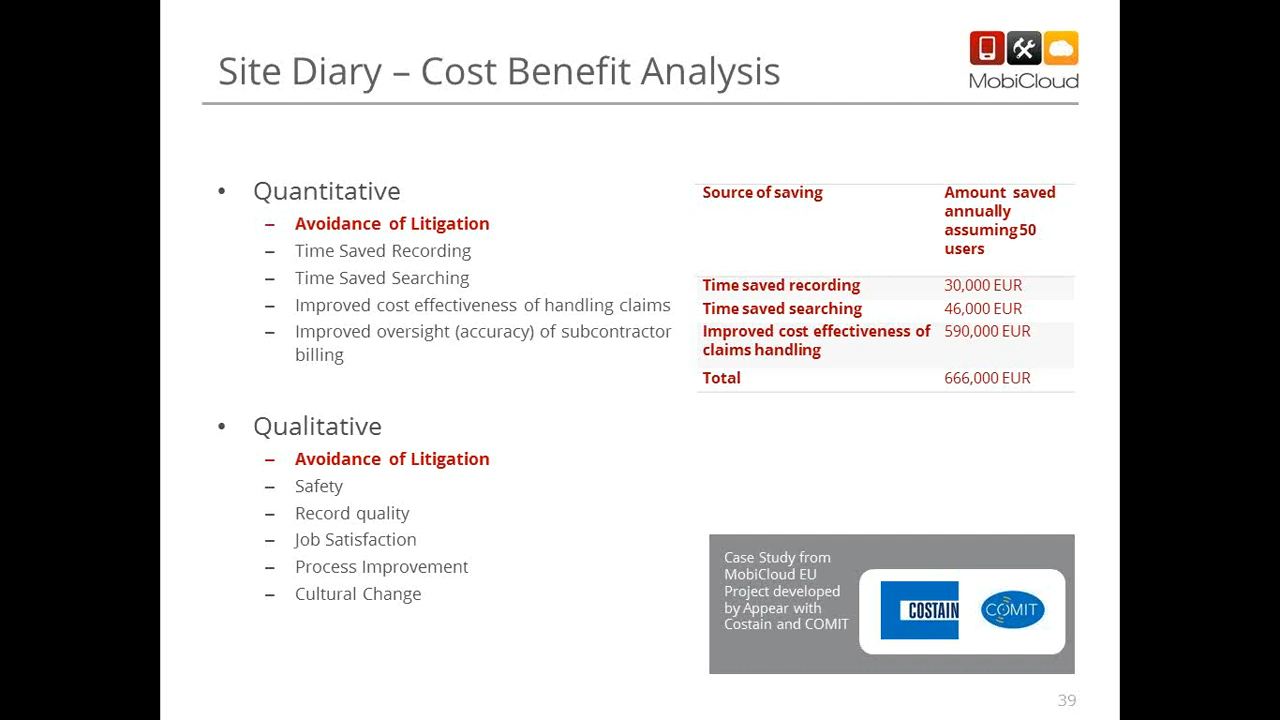 Site Diary – Cost Benefit Analysis
MobiCloud
• Quantitative
– Avoidance of Litigation
– Time Saved Recording
– Time Saved Searching
– Improved cost effectiveness of handling claims
– Improved oversight (accuracy) of subcontractor
billing
• Qualitative
– Avoidance of Litigation
– Safety
– Record quality
– Job Satisfaction
– Process Improvement
– Cultural Change
Source of saving
Amount saved
annually
assuming 50
users
Time saved recording 30,000 EUR
Time saved searching 46,000 EUR
Improved cost effectiveness of 590,000 EUR
claims handling
Total 666,000 EUR
Case Study from
MobiCloud EU
Project developed
by Appear with
Costain and COMIT
COSTAIN
COMIT
39